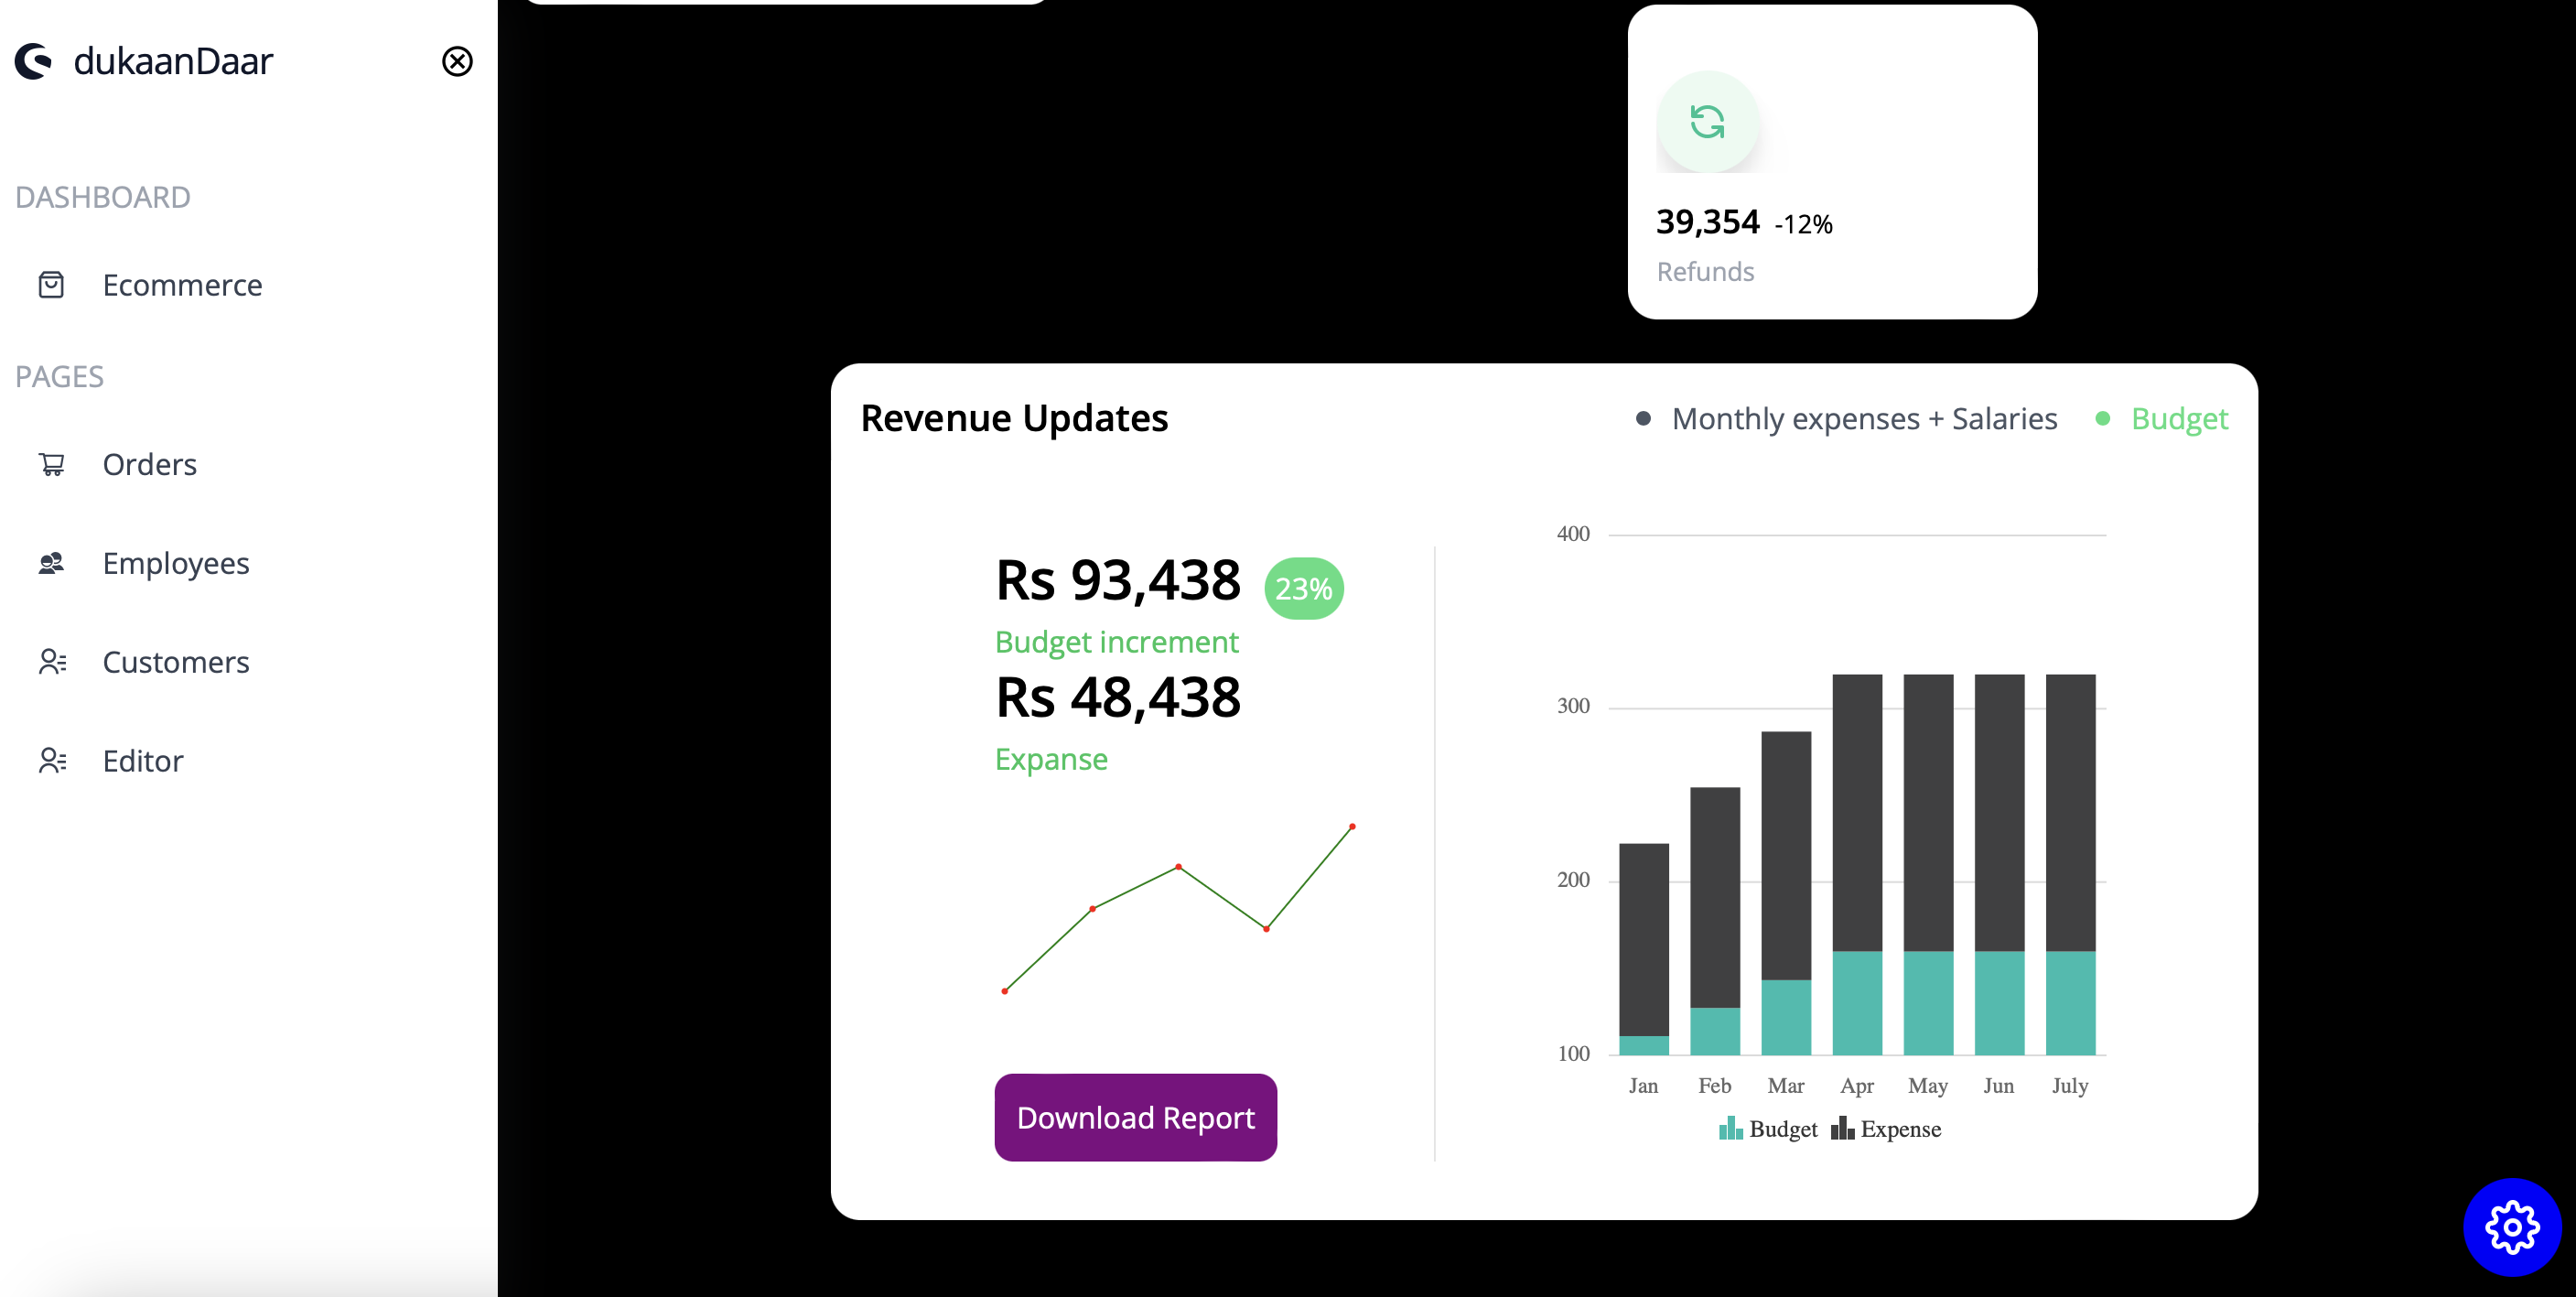 dukaanDaar
DASHBOARD
Ecommerce
PAGES
Orders
Employees
Customers
Editor
39,354 -12%
Refunds
Revenue Updates
Monthly expenses + Salaries Budget
Rs 93,438 23%
Budget increment
Rs 48,438
Expanse
Download Report
400
300
200
100
Jan Feb Mar Apr May Jun July
Budget Expense